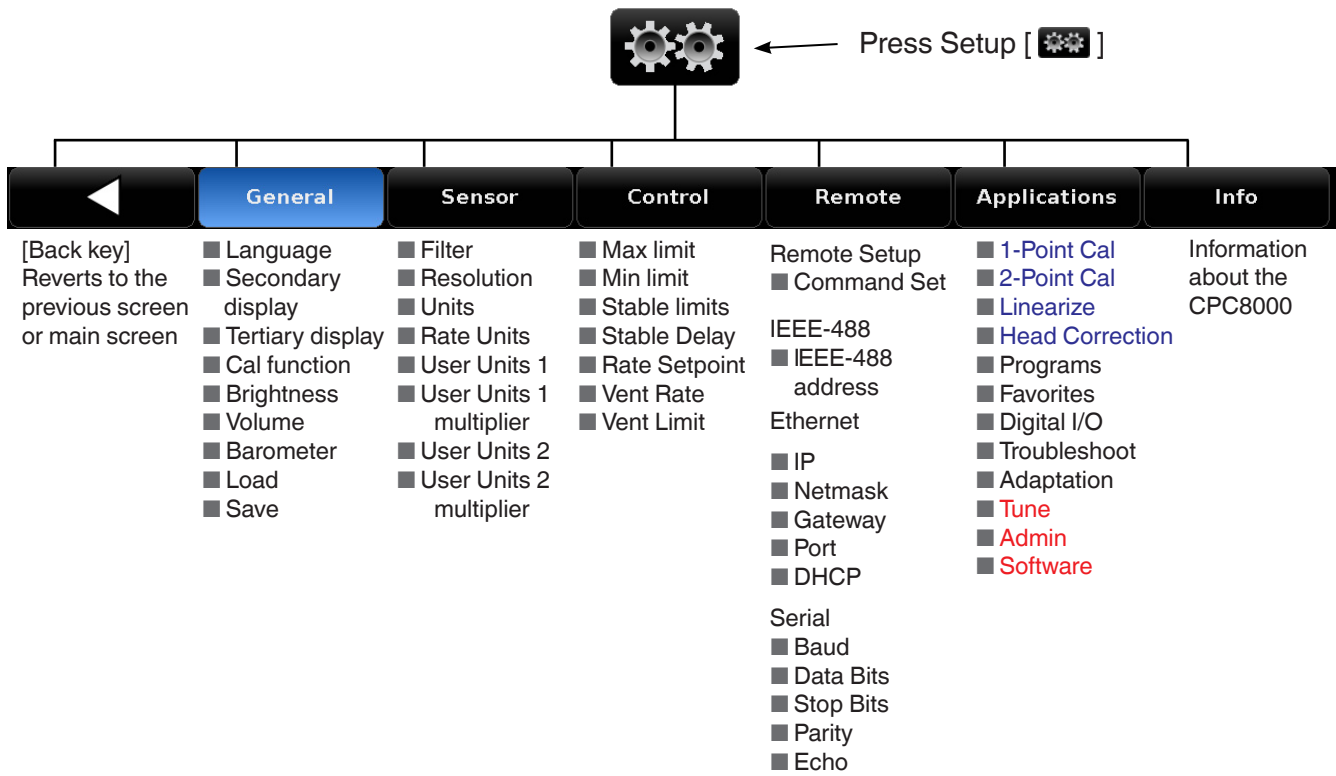 Press Setup [ ]
General
Sensor
Control
Remote
Applications
Info
[Back key]
Reverts to the
previous screen
or main screen
Language
Secondary
display
Tertiary display
Cal function
Brightness
Volume
Barometer
Load
Save
Filter
Resolution
Units
Rate Units
User Units 1
User Units 1
multiplier
User Units 2
User Units 2
multiplier
Max limit
Min limit
Stable limits
Stable Delay
Rate Setpoint
Vent Rate
Vent Limit
Remote Setup
Command Set
IEEE-488
IEEE-488
address
Ethernet
IP
Netmask
Gateway
Port
DHCP
Serial
Baud
Data Bits
Stop Bits
Parity
Echo
1-Point Cal
2-Point Cal
Linearize
Head Correction
Programs
Favorites
Digital I/O
Troubleshoot
Adaptation
Tune
Admin
Software
Information
about the
CPC8000